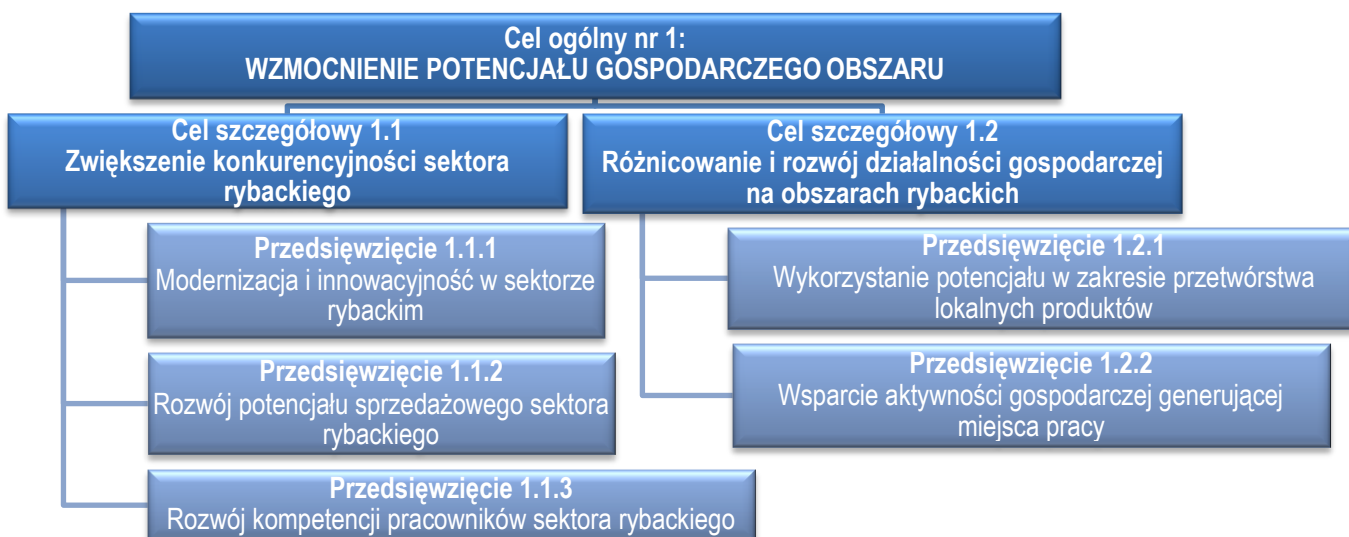 Cel ogólny nr 1:
WZMOCNIENIE POTENCJAŁU GOSPODARCZEGO OBSZARU
Cel szczegółowy 1.1
Zwiększenie konkurencyjności sektora
rybackiego
Przedsięwzięcie 1.1.1
Modernizacja i innowacyjność w sektorze
rybackim
Przedsięwzięcie 1.1.2
Rozwój potencjału sprzedażowego sektora
rybackiego
Przedsięwzięcie 1.1.3
Rozwój kompetencji pracowników sektora rybackiego
Cel szczegółowy 1.2
Różnicowanie i rozwój działalności gospodarczej
na obszarach rybackich
Przedsięwzięcie 1.2.1
Wykorzystanie potencjału w zakresie przetwórstwa
lokalnych produktów
Przedsięwzięcie 1.2.2
Wsparcie aktywności gospodarczej generującej
miejsca pracy